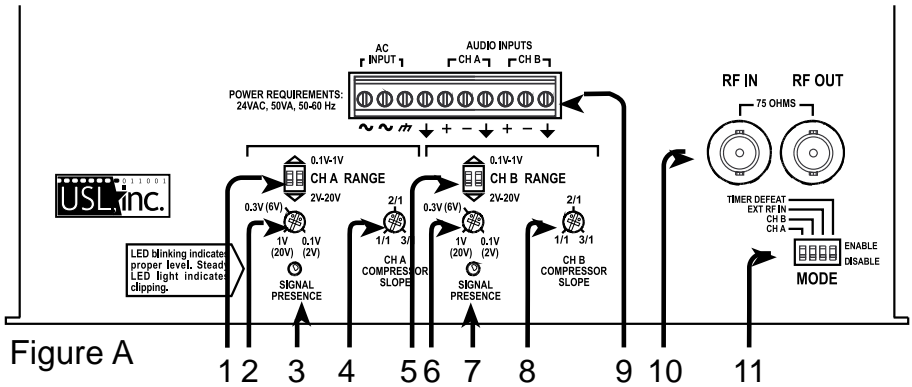 AC
INPUT
AUDIO INPUTS
CH A
CH B
POWER REQUIREMENTS:
24VAC, 50VA, 50-60 Hz
+ - + -
RF IN
RF OUT
75 OHMS
011001
USL, inc.
0.1V-1V
CH A RANGE
2V-20V
0.3V (6V)
1V
(20V)
0.1V
(2V)
SIGNAL
PRESENCE
2/1
1/1 3/1
CH A
COMPRESSOR
SLOPE
0.1V-1V
CH B RANGE
2V-20V
0.3V (6V)
1V
(20V)
0.1V
(2V)
SIGNAL
PRESENCE
2/1
1/1 3/1
CH B
COMPRESSOR
SLOPE
LED blinking indicates
proper level. Steady
LED light indicates
clipping.
TIMER DEFEAT
EXT RF IN
CH B
CH A
ENABLE
DISABLE
MODE
Figure A
1 2 3 4 5 6 7 8 9 10 11